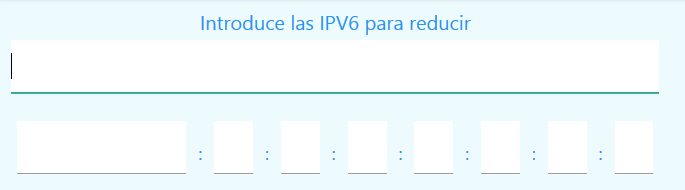 Introduce las IPV6 para reducir
: : : : : : :